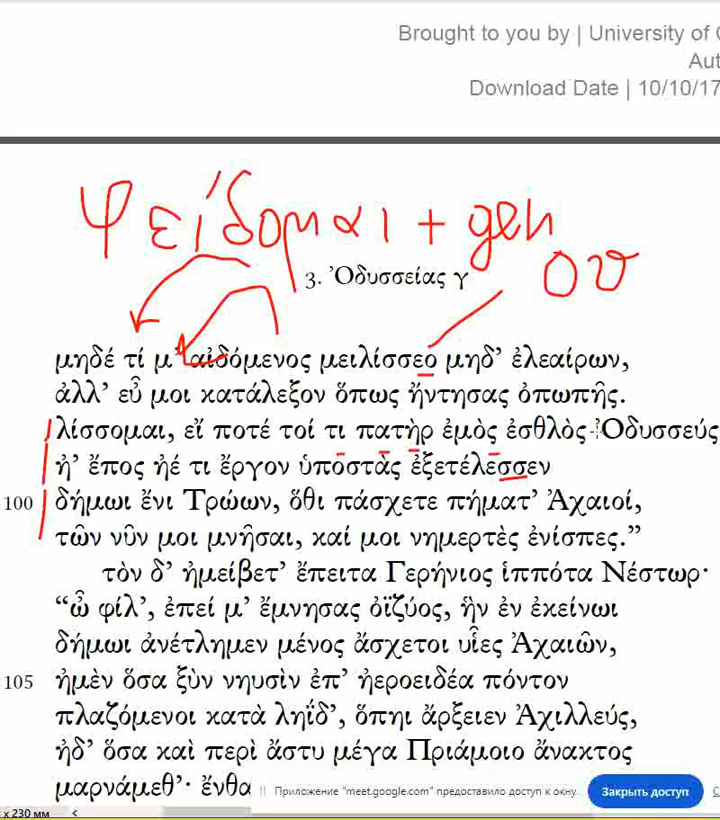 Brought to you by | University of
Aut
Download Date | 10/10/17
φείδομαι + gen
ου
3. Ὀδυσσείας γ
μηδέ τί μ’ αἰδόμενος μειλίσσεο μηδ’ ἐλεαίρων,
ἀλλ’ εὖ μοι κατάλεξον ὅπως ἤντησας ὀπωπῆς.
λίσσομαι, εἴ ποτέ τοί τι πατὴρ ἐμὸς ἐσθλὸς Ὀδυσσεύς
ἠ’ ἔπος ἠέ τι ἔργον ὑποστὰς ἐξετέλεσσεν
100 δήμωι ἔνι Τρώων, ὅθι πάσχετε πήματ’ Ἀχαιοί,
τῶν νῦν μοι μνῆσαι, καί μοι νημερτὲς ἐνίσπες.”
τὸν δ’ ἠμείβετ’ ἔπειτα Γερήνιος ἱππότα Νέστωρ·
“ὦ φίλ’, ἐπεί μ’ ἔμνησας ὀϊζύος, ἣν ἐν ἐκείνωι
δήμωι ἀνέτλημεν μένος ἄσχετοι υἷες Ἀχαιῶν,
105 ἠμὲν ὅσα ξὺν νηυσὶν ἐπ’ ἠεροειδέα πόντον
πλαζόμενοι κατὰ ληΐδ’, ὅπηι ἄρξειεν Ἀχιλλεύς,
ἠδ’ ὅσα καὶ περὶ ἄστυ μέγα Πριάμοιο ἄνακτος
μαρνάμεθ’· ἔνθα
Приложение "meet.google.com" предоставило доступ к окну.
Закрыть доступ
С
x 230 мм